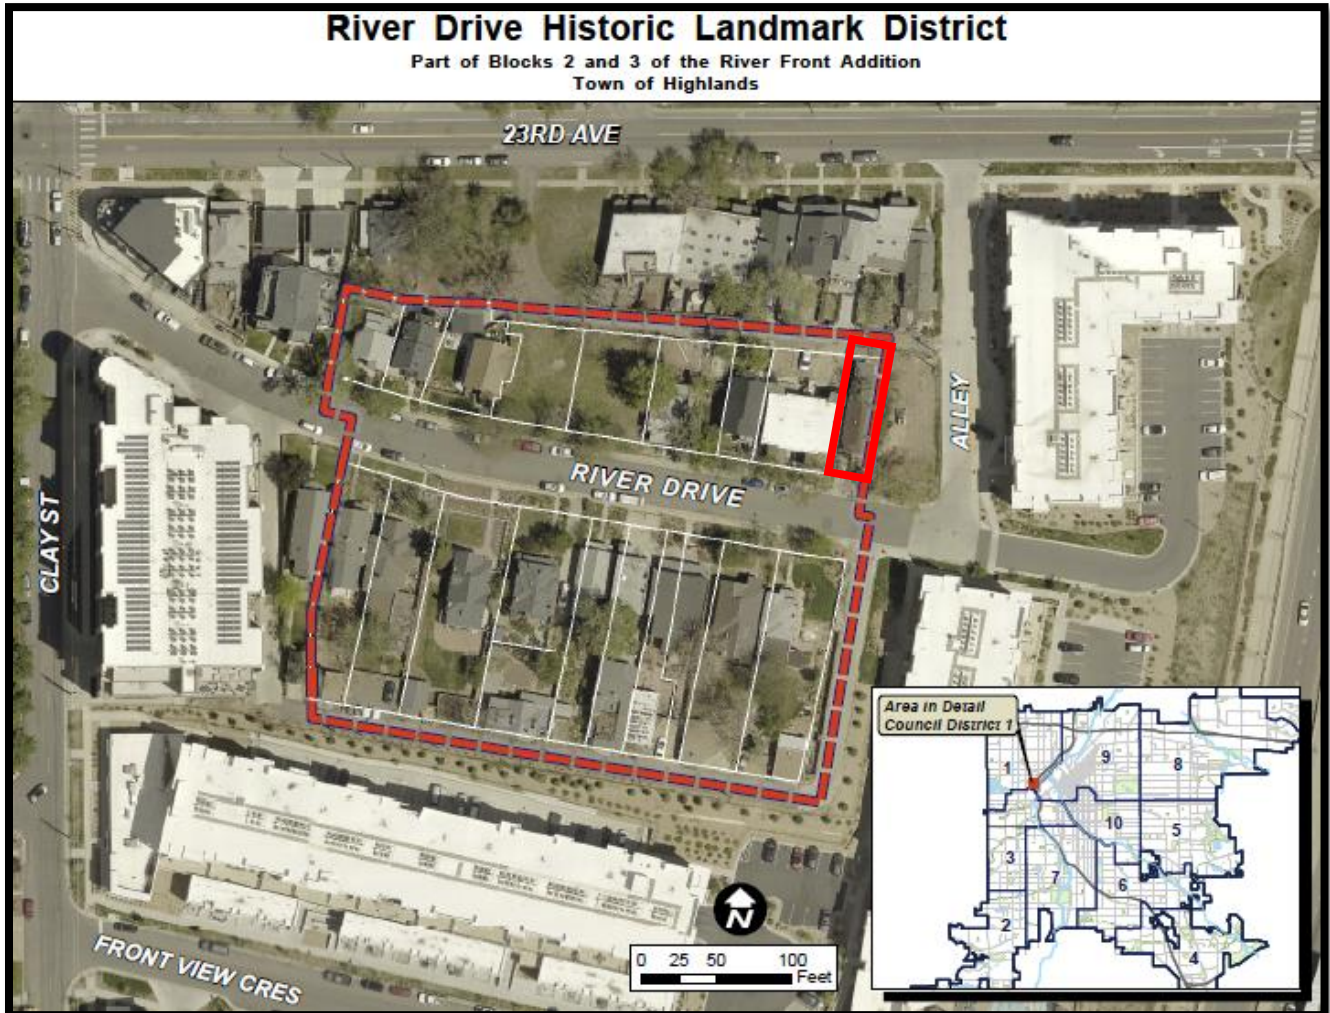 River Drive Historic Landmark District
Part of Blocks 2 and 3 of the River Front Addition
Town of Highlands
23RD AVE
ALLEY
RIVER DRIVE
CLAY ST
Area in Detail
Council District 1
1
9
8
10
5
3
7
6
2
4
N
0 25 50 100
Feet
FRONT VIEW CRES